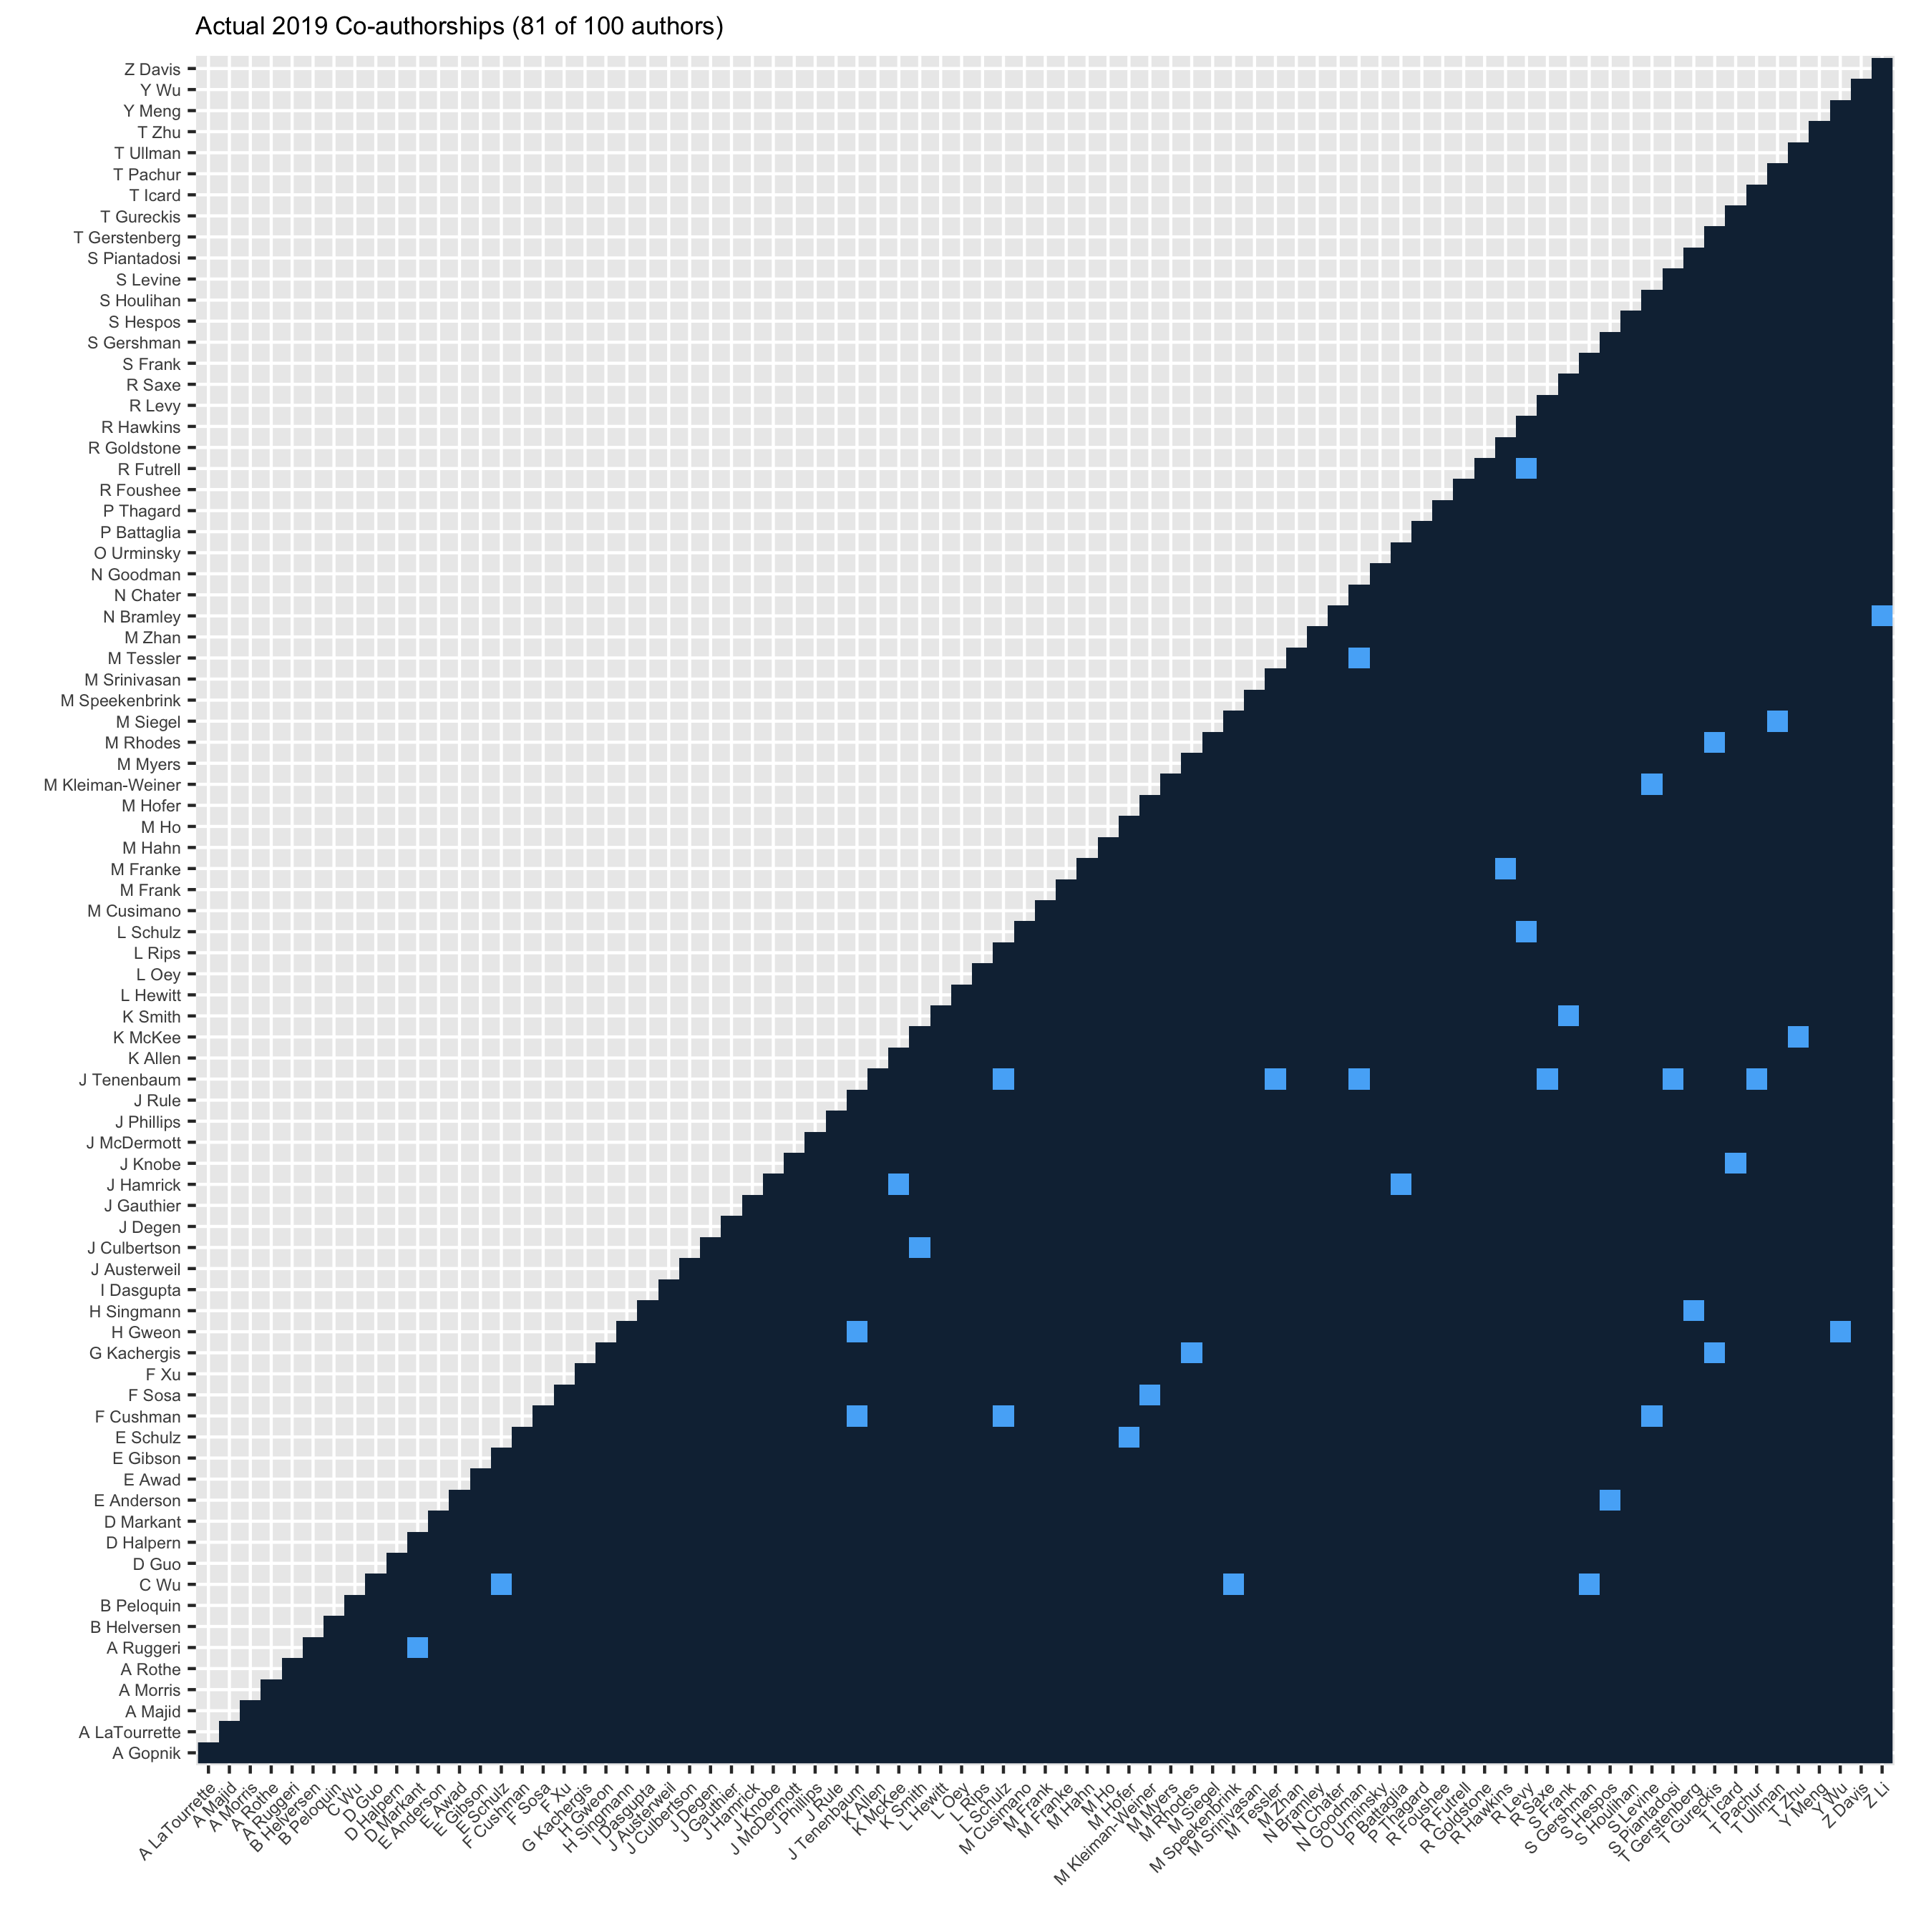 Actual 2019 Co-authorships (81 of 100 authors)
Z Davis
Y Wu
Y Meng
T Zhu
T Ullman
T Pachur
T Icard
T Gureckis
T Gerstenberg
S Piantadosi
S Levine
S Houlihan
S Hespos
S Gershman
S Frank
R Saxe
R Levy
R Hawkins
R Goldstone
R Futrell
R Foushee
P Thagard
P Battaglia
O Urminsky
N Goodman
N Chater
N Bramley
M Zhan
M Tessler
M Srinivasan
M Speekenbrink
M Siegel
M Rhodes
M Myers
M Kleiman-Weiner
M Hofer
M Ho
M Hahn
M Franke
M Frank
M Cusimano
L Schulz
L Rips
L Oey
L Hewitt
K Smith
K McKee
K Allen
J Tenenbaum
J Rule
J Phillips
J McDermott
J Knobe
J Hamrick
J Gauthier
J Degen
J Culbertson
J Austerweil
I Dasgupta
H Singmann
H Gweon
G Kachergis
F Xu
F Sosa
F Cushman
E Schulz
E Gibson
E Awad
E Anderson
D Markant
D Halpern
D Guo
C Wu
B Peloquin
B Helversen
A Ruggeri
A Rothe
A Morris
A Majid
A LaTourrette
A Gopnik
A LaTourrette
A Majid
A Morris
A Rothe
A Ruggeri
B Helversen
B Peloquin
C Wu
D Guo
D Halpern
D Markant
E Anderson
E Awad
E Gibson
E Schulz
F Cushman
F Sosa
F Xu
G Kachergis
H Gweon
H Singmann
I Dasgupta
J Austerweil
J Culbertson
J Degen
J Gauthier
J Hamrick
J Knobe
J McDermott
J Phillips
J Rule
J Tenenbaum
K Allen
K McKee
K Smith
L Hewitt
L Oey
L Rips
L Schulz
M Cusimano
M Frank
M Franke
M Hahn
M Ho
M Hofer
M Kleiman-Weiner
M Myers
M Rhodes
M Siegel
M Speekenbrink
M Srinivasan
M Tessler
M Zhan
N Bramley
N Chater
N Goodman
O Urminsky
P Battaglia
P Thagard
R Foushee
R Futrell
R Goldstone
R Hawkins
R Levy
R Saxe
S Frank
S Gershman
S Hespos
S Houlihan
S Levine
S Piantadosi
T Gerstenberg
T Gureckis
T Icard
T Pachur
T Ullman
T Zhu
Y Meng
Y Wu
Z Davis
Z Li